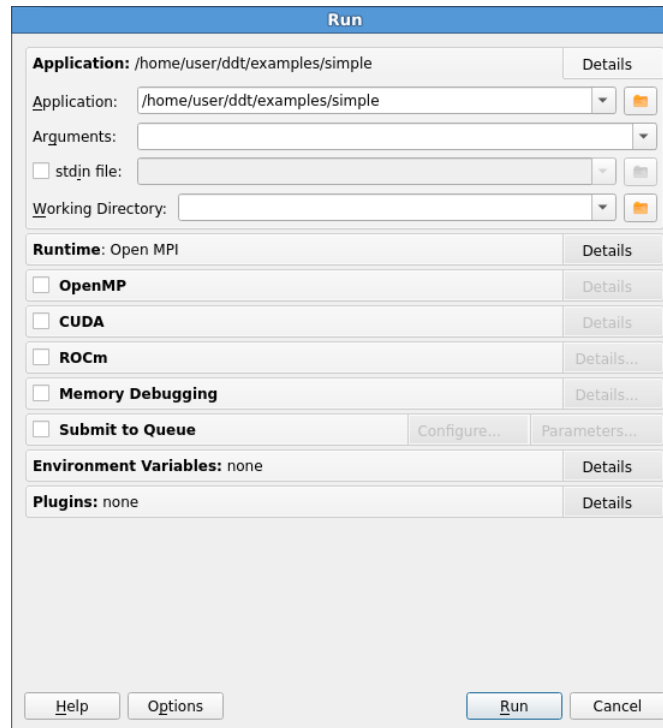 Run
Application: /home/user/ddt/examples/simple Details
Application: /home/user/ddt/examples/simple
Arguments:
stdin file:
Working Directory:
Runtime: Open MPI Details
OpenMP Details
CUDA Details
ROCm Details...
Memory Debugging Details...
Submit to Queue Configure... Parameters...
Environment Variables: none Details
Plugins: none Details
Help Options Run Cancel